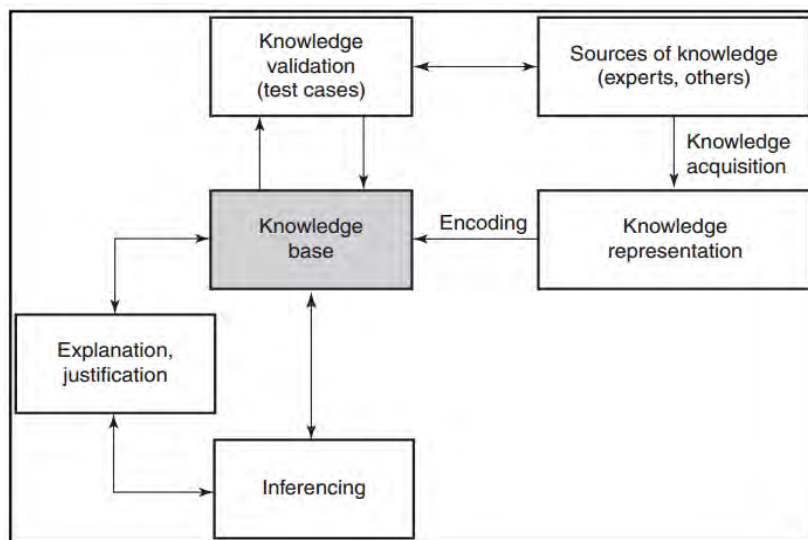 Knowledge
validation
(test cases)
Sources of knowledge
(experts, others)
Knowledge
acquisition
Knowledge
base
Encoding
Knowledge
representation
Explanation,
justification
Inferencing